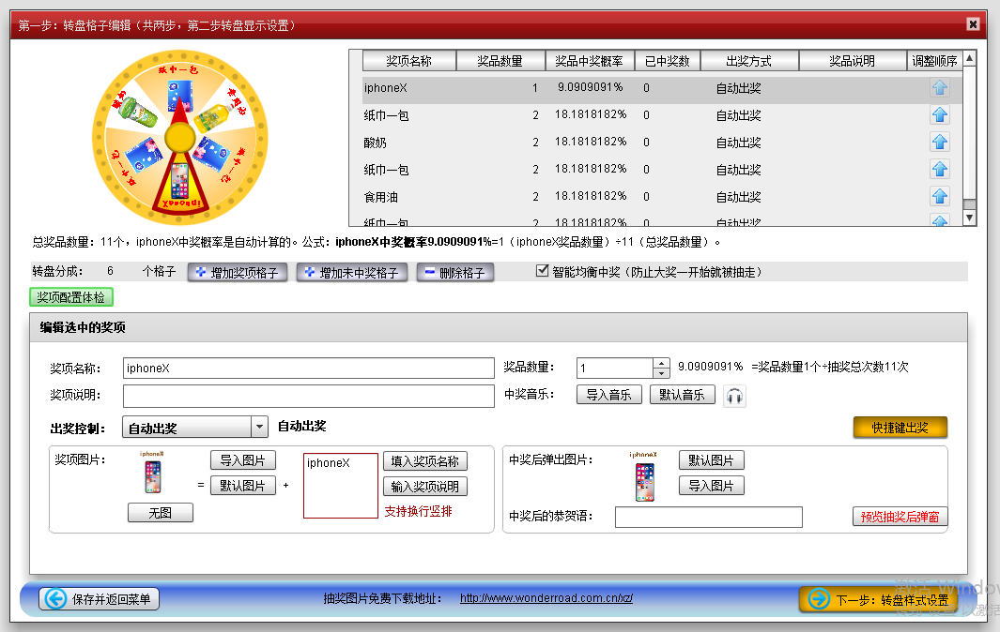 第一步：转盘格子编辑（共两步，第二步转盘显示设置）
纸巾一包
食用油
纸巾一包
iphoneX
纸巾一包
酸奶
奖项名称 奖品数量 奖品中奖概率 已中奖数 出奖方式 奖品说明 调整顺序
iphoneX 1 9.0909091% 0 自动出奖
纸巾一包 2 18.1818182% 0 自动出奖
酸奶 2 18.1818182% 0 自动出奖
纸巾一包 2 18.1818182% 0 自动出奖
食用油 2 18.1818182% 0 自动出奖
纸巾一包 2 18.1818182% 0 自动出奖
总奖品数量：11个，iphoneX中奖概率是自动计算的。公式：iphoneX中奖概率9.0909091%=1（iphoneX奖品数量）÷11（总奖品数量）。
转盘分成： 6 个格子 增加奖项格子 增加未中奖格子 删除格子 智能均衡中奖（防止大奖一开始就被抽走）
奖项配置体检
编辑选中的奖项
奖项名称： iphoneX 奖品数量： 1 9.0909091% =奖品数量1个÷抽奖总次数11次
奖项说明： 中奖音乐： 导入音乐 默认音乐
出奖控制： 自动出奖 自动出奖 快捷键出奖
奖项图片： iphoneX 导入图片 iphoneX 填入奖项名称
= 默认图片 + 输入奖项说明
无图 支持换行竖排
中奖后弹出图片： iphoneX 默认图片
导入图片
中奖后的恭贺语： 预览抽奖后弹窗
保存并返回菜单 抽奖图片免费下载地址： http://www.wonderroad.com.cn/xz/ 下一步：转盘样式设置
激活 Windov